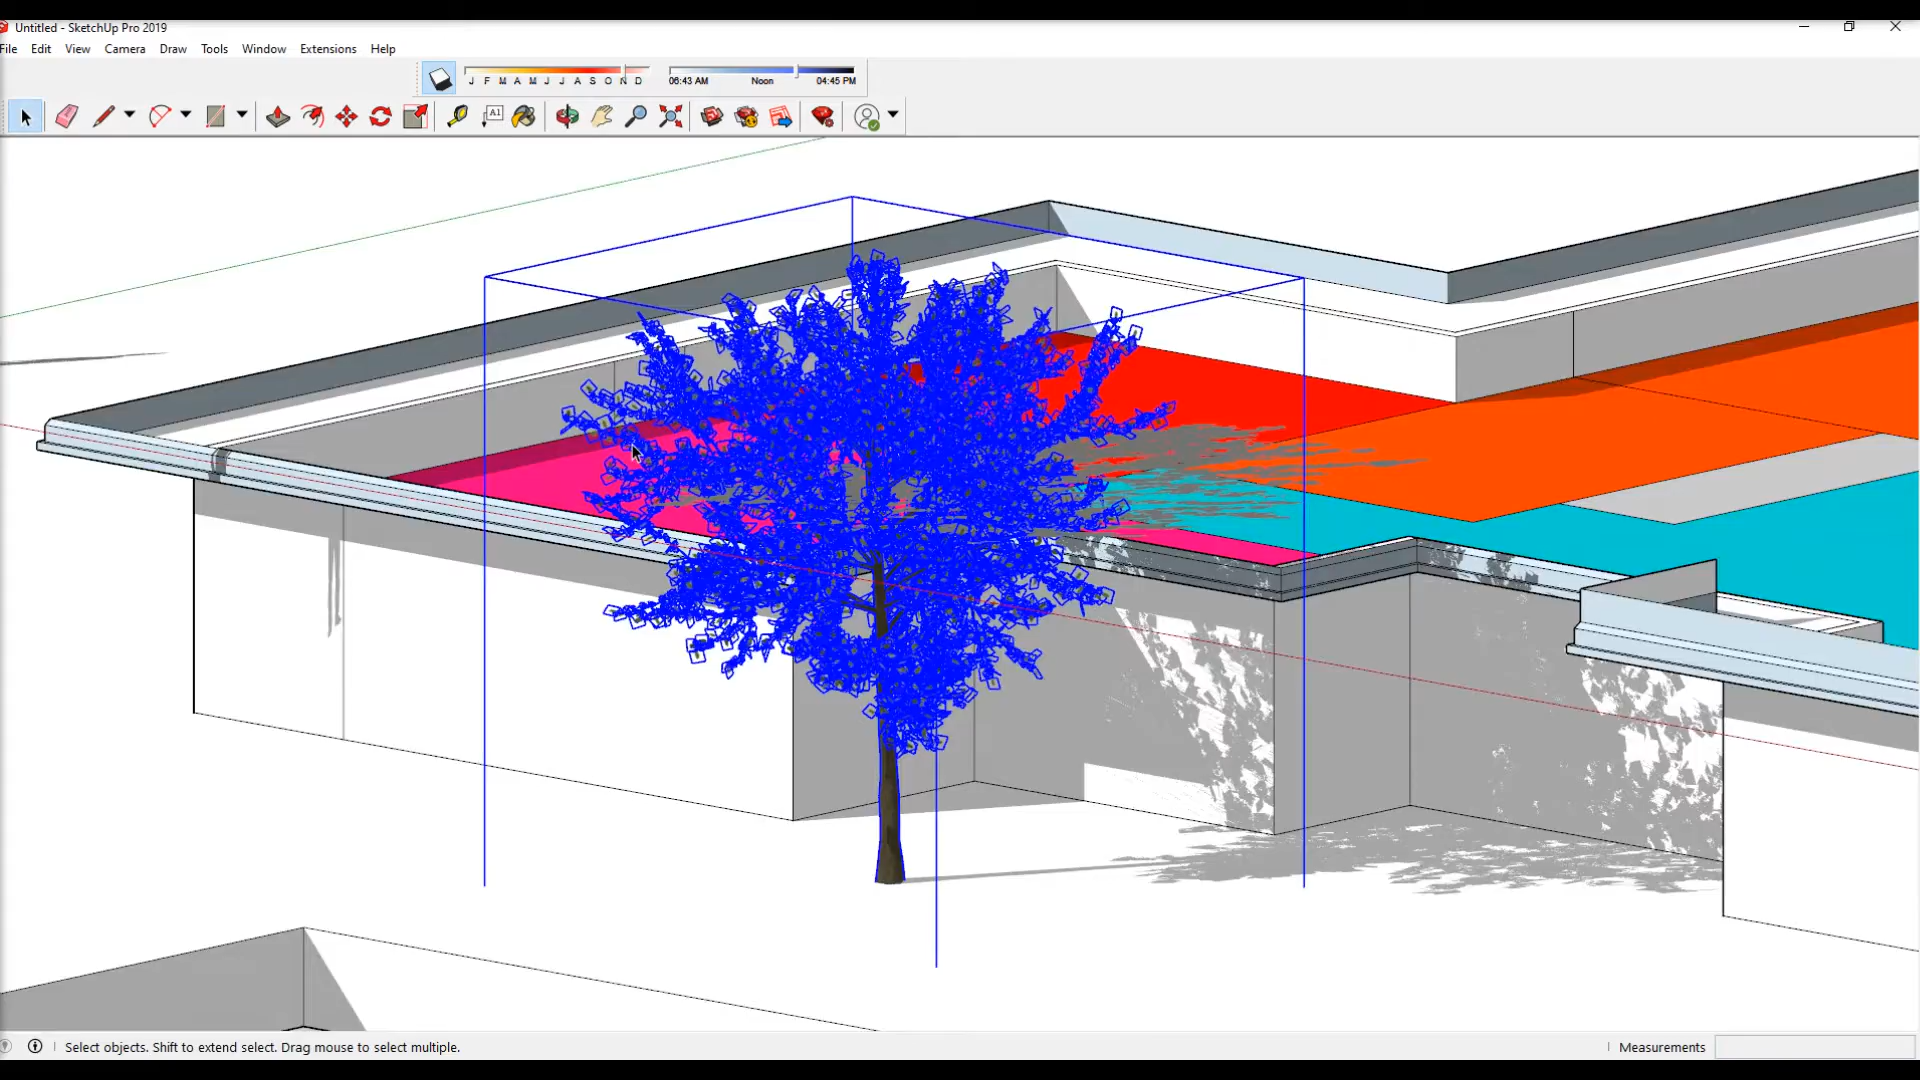 Untitled - SketchUp Pro 2019
File Edit View Camera Draw Tools Window Extensions Help
J F M A M J J A S O N D 06:43 AM Noon 04:45 PM
A1
Select objects. Shift to extend select. Drag mouse to select multiple. Measurements